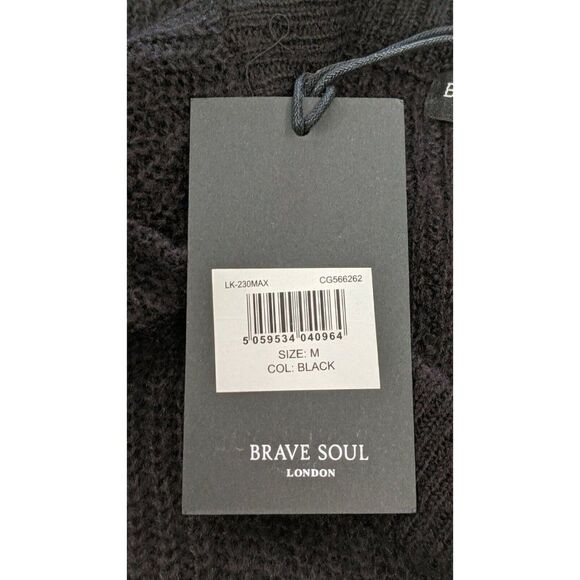 LK-230MAX CG566262
5 059534 040964
SIZE: M
COL: BLACK
BRAVE SOUL
LONDON